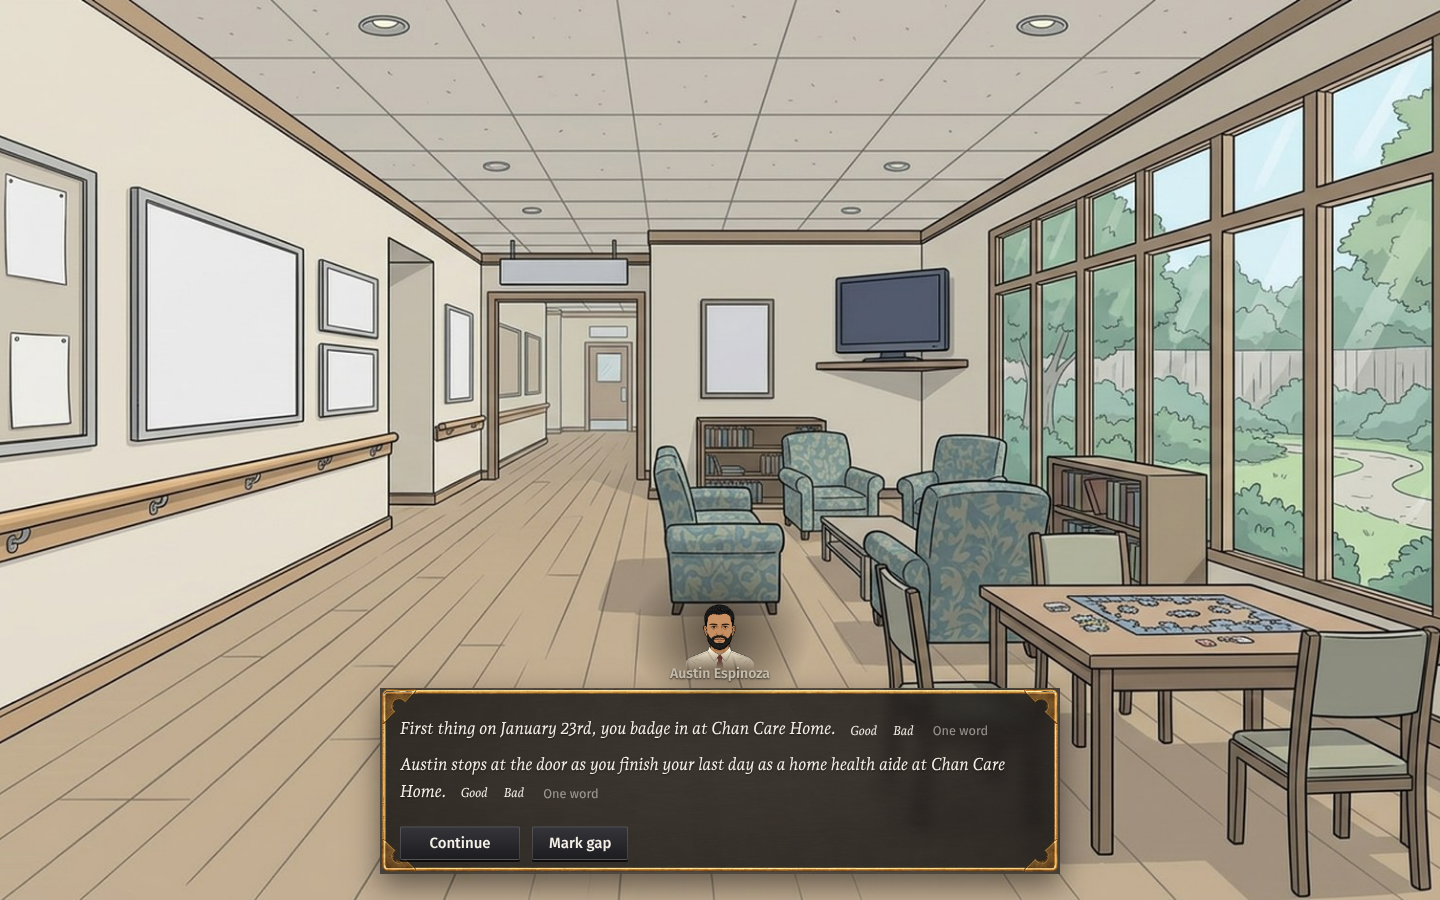 Austin Espinoza
First thing on January 23rd, you badge in at Chan Care Home. Good Bad One word
Austin stops at the door as you finish your last day as a home health aide at Chan Care
Home. Good Bad One word
Continue Mark gap